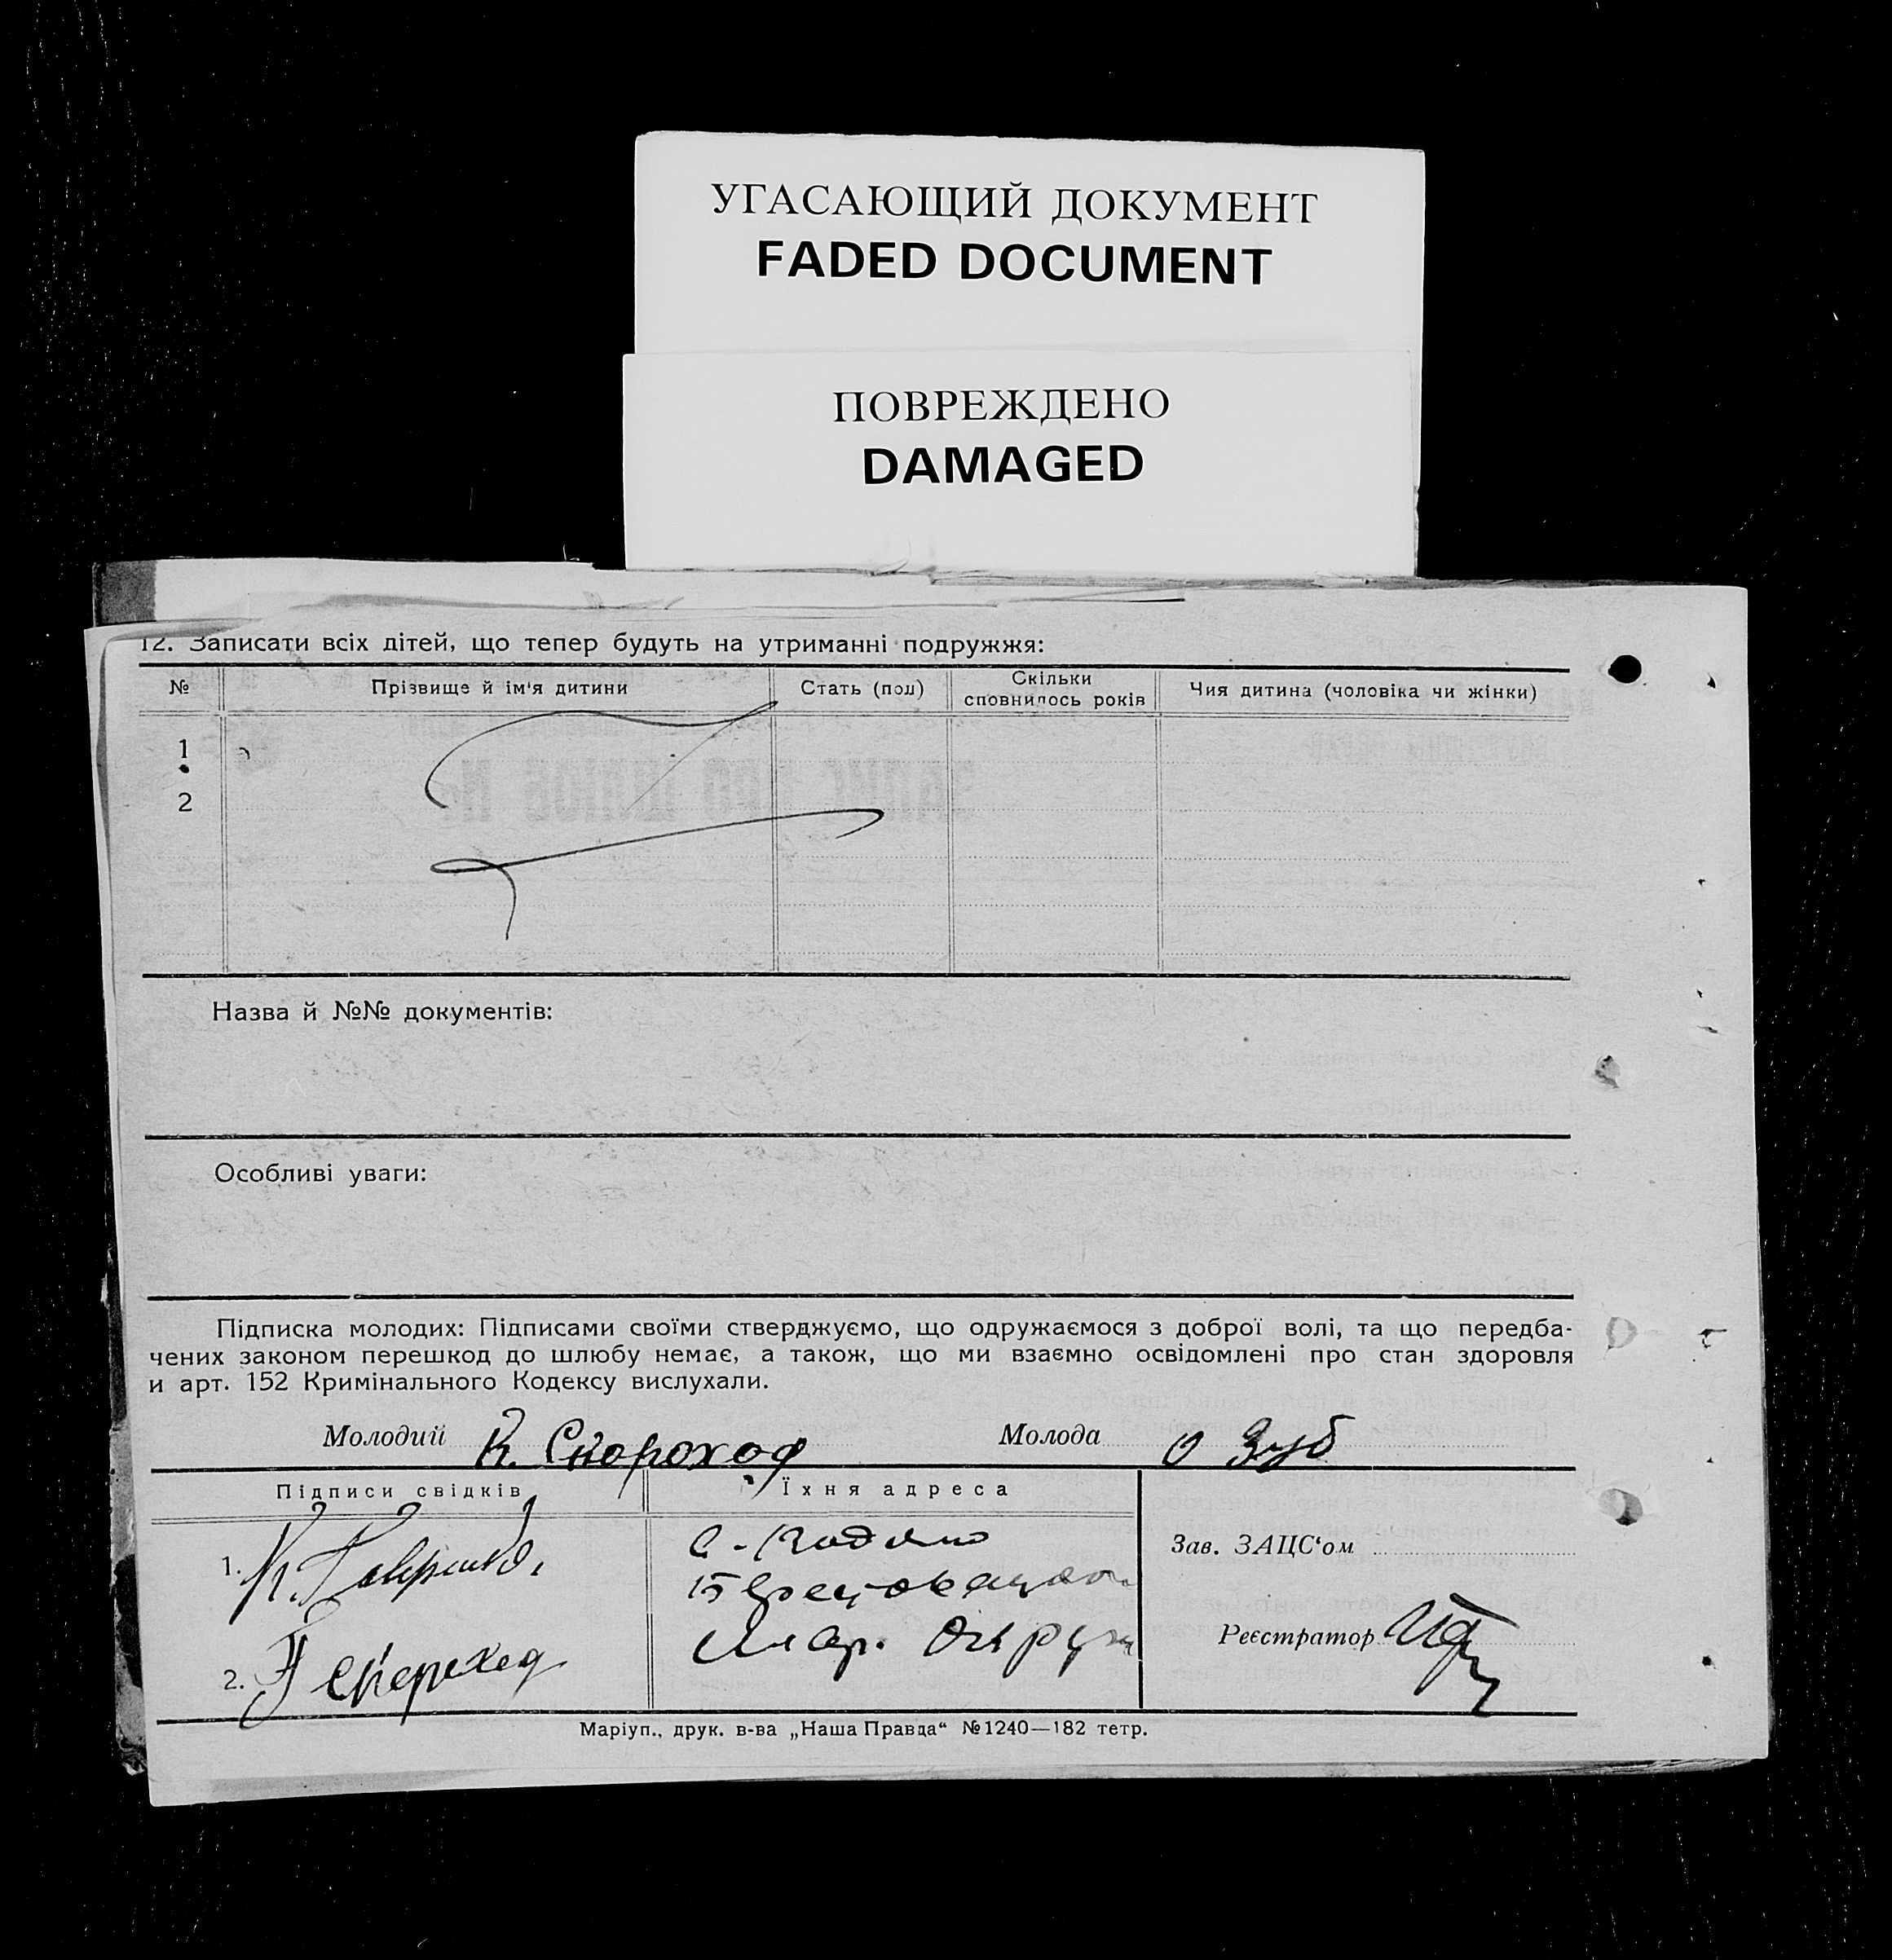 УГАСАЮЩИЙ ДОКУМЕНТ
FADED DOCUMENT
ПОВРЕЖДЕНО
DAMAGED
12. Записати всіх дітей, що тепер будуть на утриманні подружжя:
№ Прізвище й ім'я дитини Стать (пол) Скільки сповнилось років Чия дитина (чоловіка чи жінки)
1
2
Назва й №№ документів:
Особливі уваги:
Підписка молодих: Підписами своїми стверджуємо, що одружаємося з доброї волі, та що передба-
чених законом перешкод до шлюбу немає, а також, що ми взаємно освідомлені про стан здоровля
и арт. 152 Кримінального Кодексу вислухали.
Молодий К. Скороход Молода О Зуб
Підписи свідків Їхня адреса
1.
Зав. ЗАЦС'ом
Мар. Округи
Реєстратор
2. Скороход
Маріуп., друк. в-ва „Наша Правда“ №1240—182 тетр.